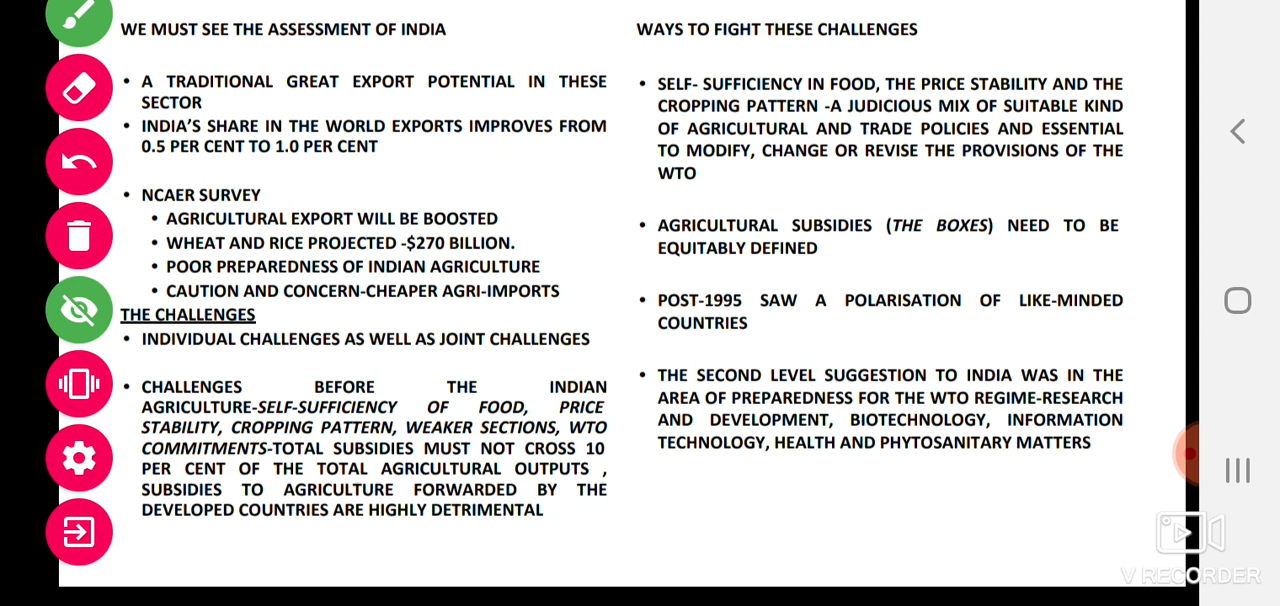 WE MUST SEE THE ASSESSMENT OF INDIA
• A TRADITIONAL GREAT EXPORT POTENTIAL IN THESE
SECTOR
• INDIA'S SHARE IN THE WORLD EXPORTS IMPROVES FROM
0.5 PER CENT TO 1.0 PER CENT
• NCAER SURVEY
• AGRICULTURAL EXPORT WILL BE BOOSTED
• WHEAT AND RICE PROJECTED -$270 BILLION.
• POOR PREPAREDNESS OF INDIAN AGRICULTURE
• CAUTION AND CONCERN-CHEAPER AGRI-IMPORTS
THE CHALLENGES
• INDIVIDUAL CHALLENGES AS WELL AS JOINT CHALLENGES
• CHALLENGES BEFORE THE INDIAN
AGRICULTURE-SELF-SUFFICIENCY OF FOOD, PRICE
STABILITY, CROPPING PATTERN, WEAKER SECTIONS, WTO
COMMITMENTS-TOTAL SUBSIDIES MUST NOT CROSS 10
PER CENT OF THE TOTAL AGRICULTURAL OUTPUTS ,
SUBSIDIES TO AGRICULTURE FORWARDED BY THE
DEVELOPED COUNTRIES ARE HIGHLY DETRIMENTAL
WAYS TO FIGHT THESE CHALLENGES
• SELF- SUFFICIENCY IN FOOD, THE PRICE STABILITY AND THE
CROPPING PATTERN -A JUDICIOUS MIX OF SUITABLE KIND
OF AGRICULTURAL AND TRADE POLICIES AND ESSENTIAL
TO MODIFY, CHANGE OR REVISE THE PROVISIONS OF THE
WTO
• AGRICULTURAL SUBSIDIES (THE BOXES) NEED TO BE
EQUITABLY DEFINED
• POST-1995 SAW A POLARISATION OF LIKE-MINDED
COUNTRIES
• THE SECOND LEVEL SUGGESTION TO INDIA WAS IN THE
AREA OF PREPAREDNESS FOR THE WTO REGIME-RESEARCH
AND DEVELOPMENT, BIOTECHNOLOGY, INFORMATION
TECHNOLOGY, HEALTH AND PHYTOSANITARY MATTERS
V RECORDER